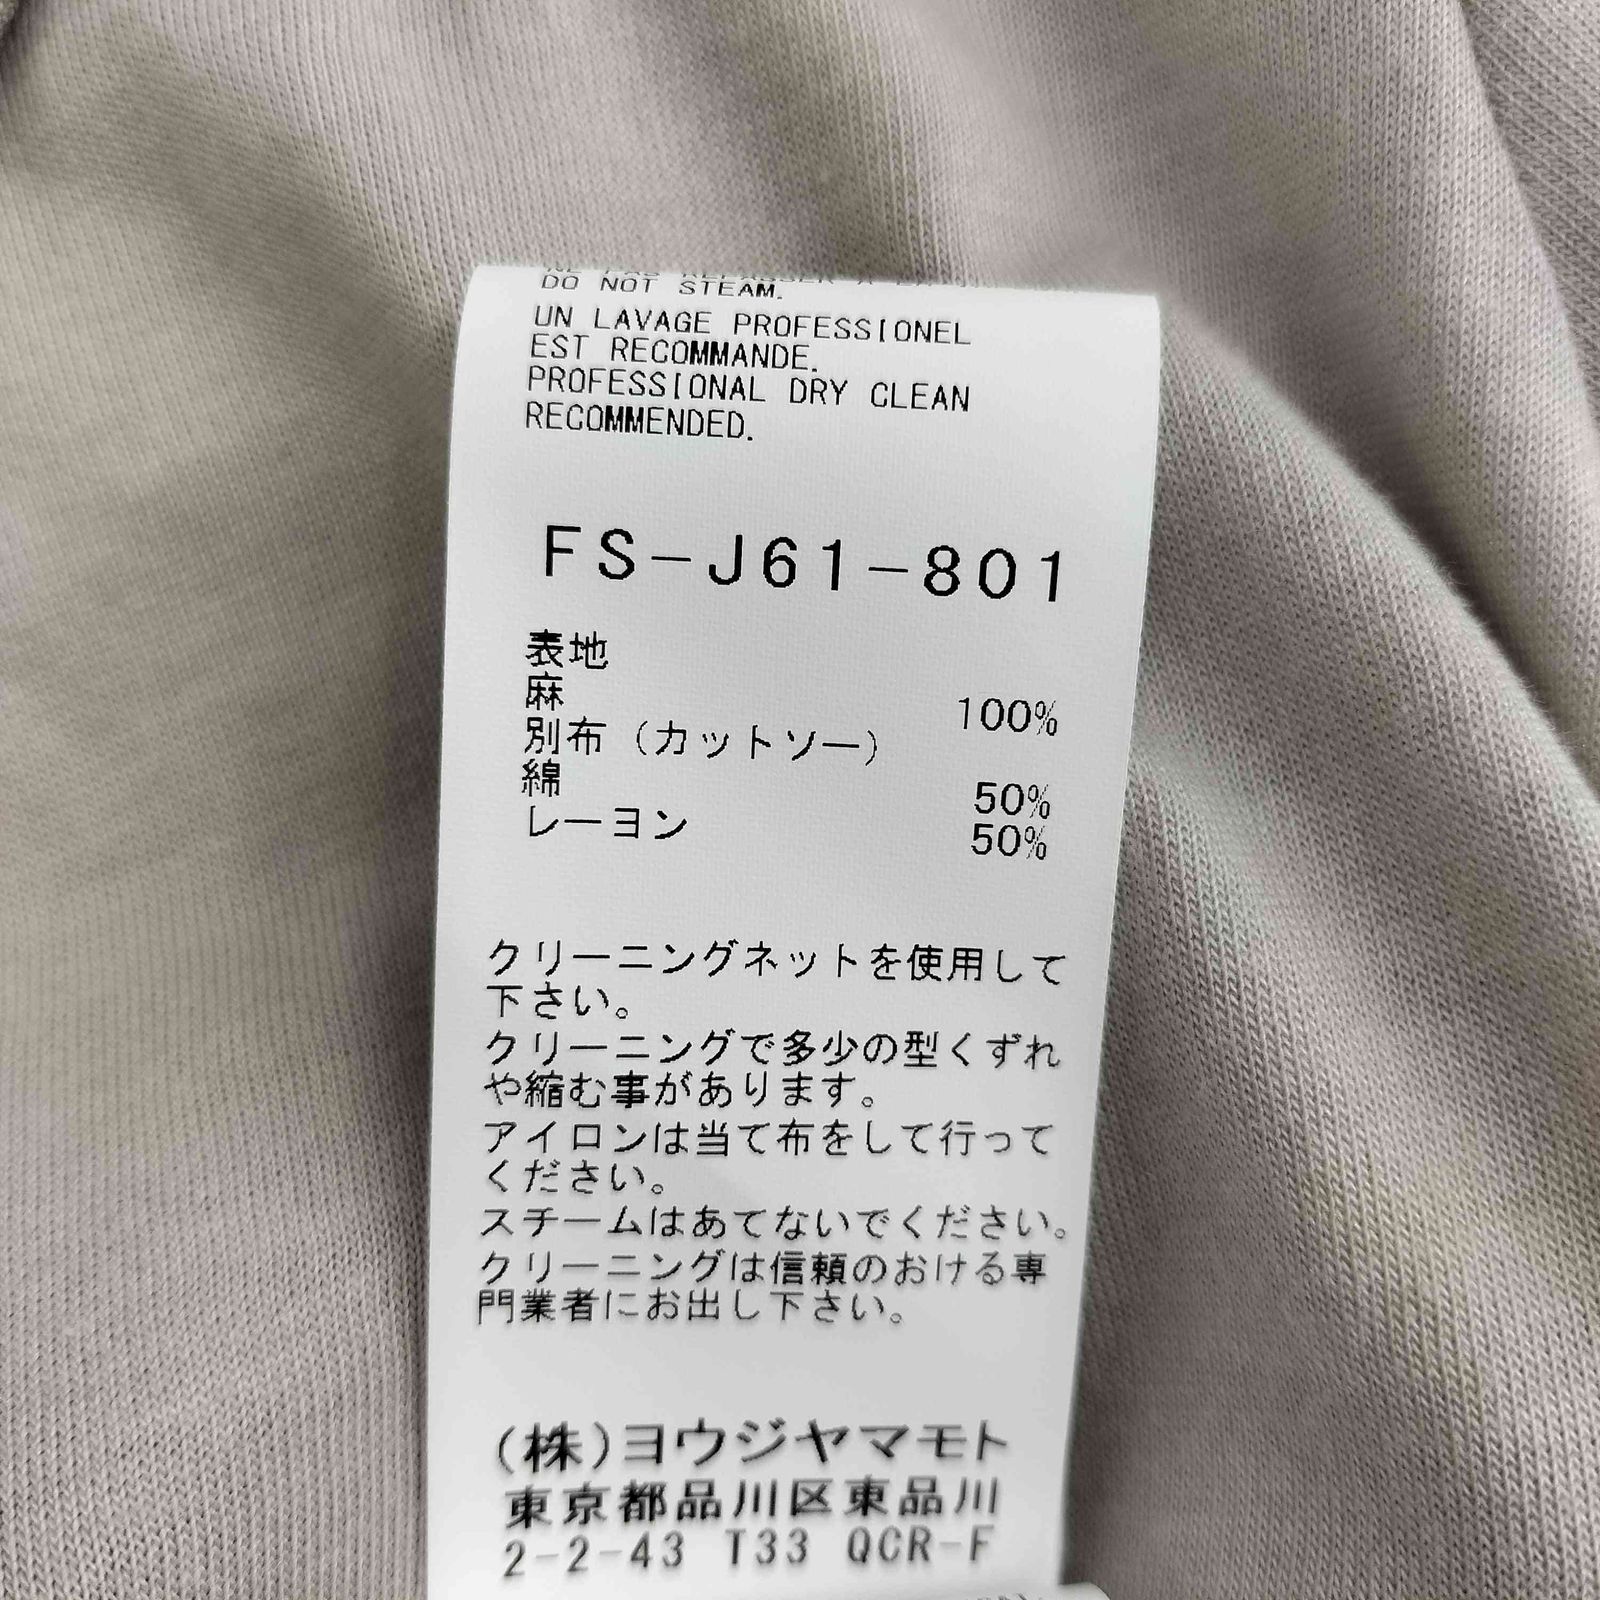 NE PAS REPASSER A LA
DO NOT STEAM.
UN LAVAGE PROFESSIONEL
EST RECOMMANDE.
PROFESSIONAL DRY CLEAN
RECOMMENDED.
FS-J61-801
表地
麻 100%
別布(カットソー)
綿 50%
レーヨン 50%
クリーニングネットを使用して
下さい。
クリーニングで多少の型くずれ
や縮む事があります。
アイロンは当て布をして行って
ください。
スチームはあてないでください。
クリーニングは信頼のおける専
門業者にお出し下さい。
(株)ヨウジヤマモト
東京都品川区東品川
2-2-43 T33 QCR-F